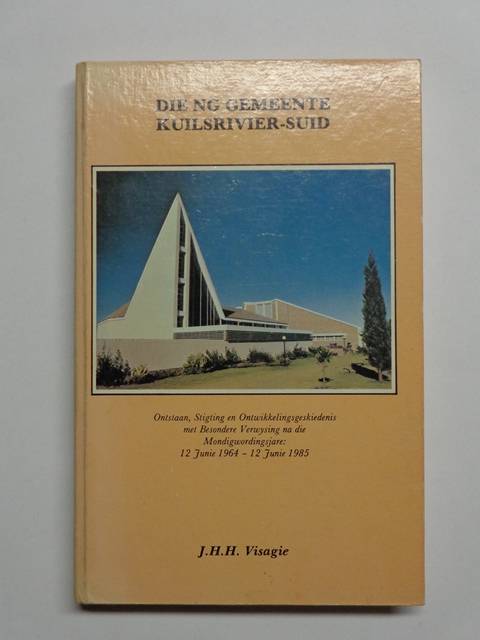 DIE NG GEMEENTE
KUILSRIVIER-SUID
Ontstaan, Stigting en Ontwikkelingsgeskiedenis
met Besondere Verwysing na die
Mondigwordingsjare:
12 Junie 1964 – 12 Junie 1985
J.H.H. Visagie